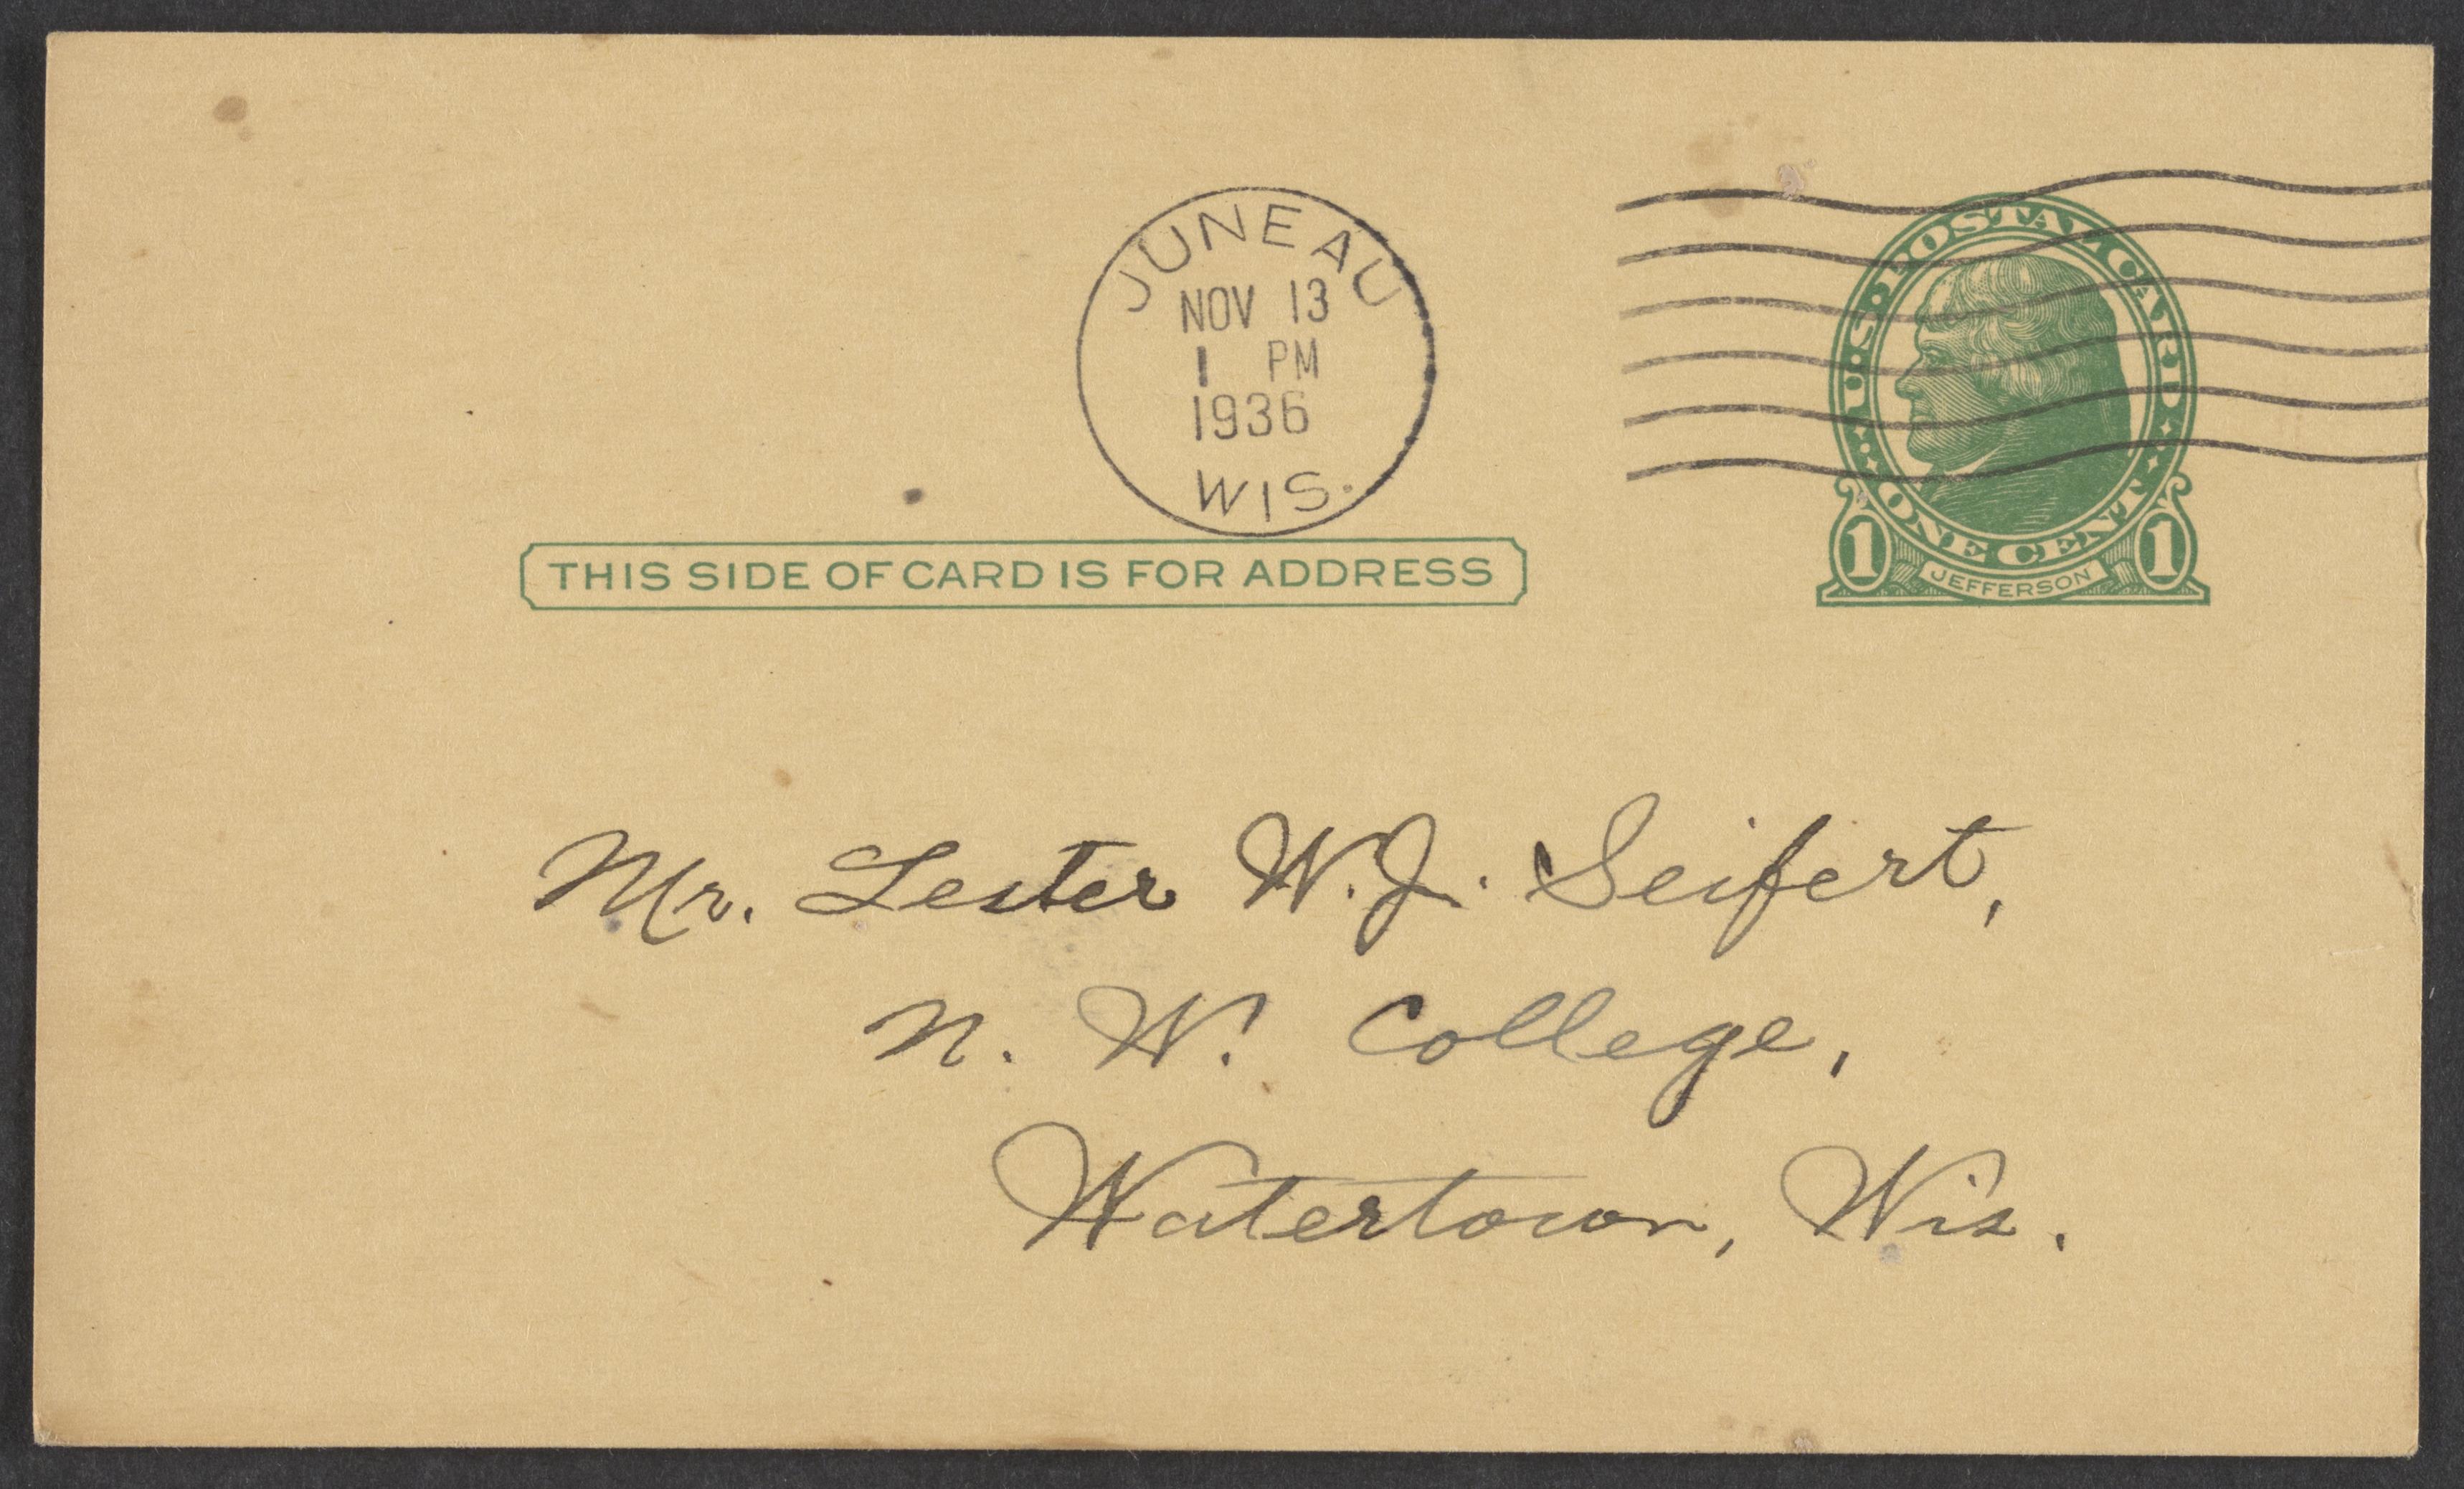 JUNEAU
NOV 13
1 PM
1936
WIS.
U·S·POSTAL CARD
ONE CENT
1 JEFFERSON 1
THIS SIDE OF CARD IS FOR ADDRESS
Mr. Lester W.J. Seifert,
N. W. College,
Watertown, Wis.